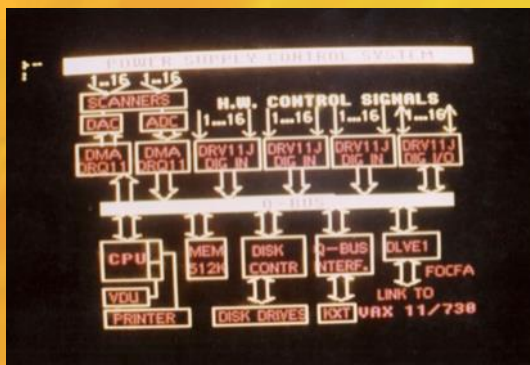 POWER SUPPLY CONTROL SYSTEM
1..16 1..16
SCANNERS
H.W. CONTROL SIGNALS
DAC ADC
1...16 1...16 1...16 1...16
DMA DRQ11 DMA DRQ11 DRV11J DIG IN DRV11J DIG IN DRV11J DIG IN DRV11J DIG I/O
Q-BUS
CPU MEM 512K DISK CONTR Q-BUS INTERF. DLVE1
FOCFA
VDU
LINK TO
PRINTER DISK DRIVES KXT VAX 11/730